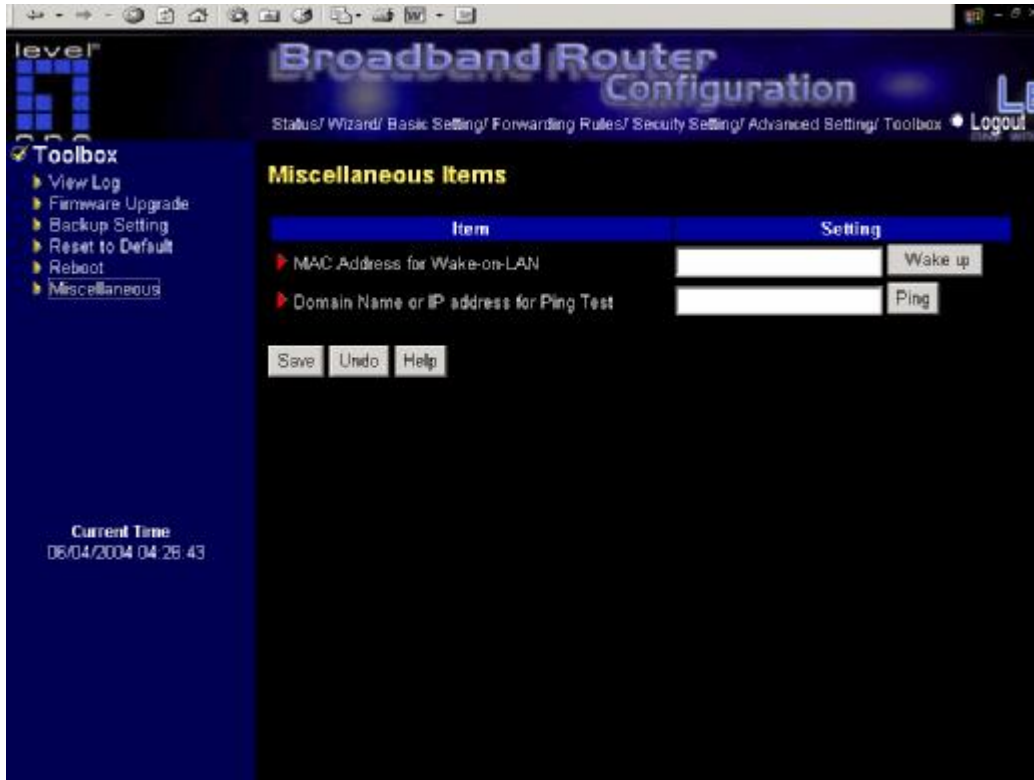 level
Broadband Router
Configuration
Status/ Wizard/ Basic Setting/ Forwarding Rules/ Security Setting/ Advanced Setting/ Toolbox
Logout
Toolbox
View Log
Firmware Upgrade
Backup Setting
Reset to Default
Reboot
Miscellaneous
Current Time
06/04/2004 04:26:43
Miscellaneous Items
Item Setting
MAC Address for Wake-on-LAN Wake up
Domain Name or IP address for Ping Test Ping
Save Undo Help